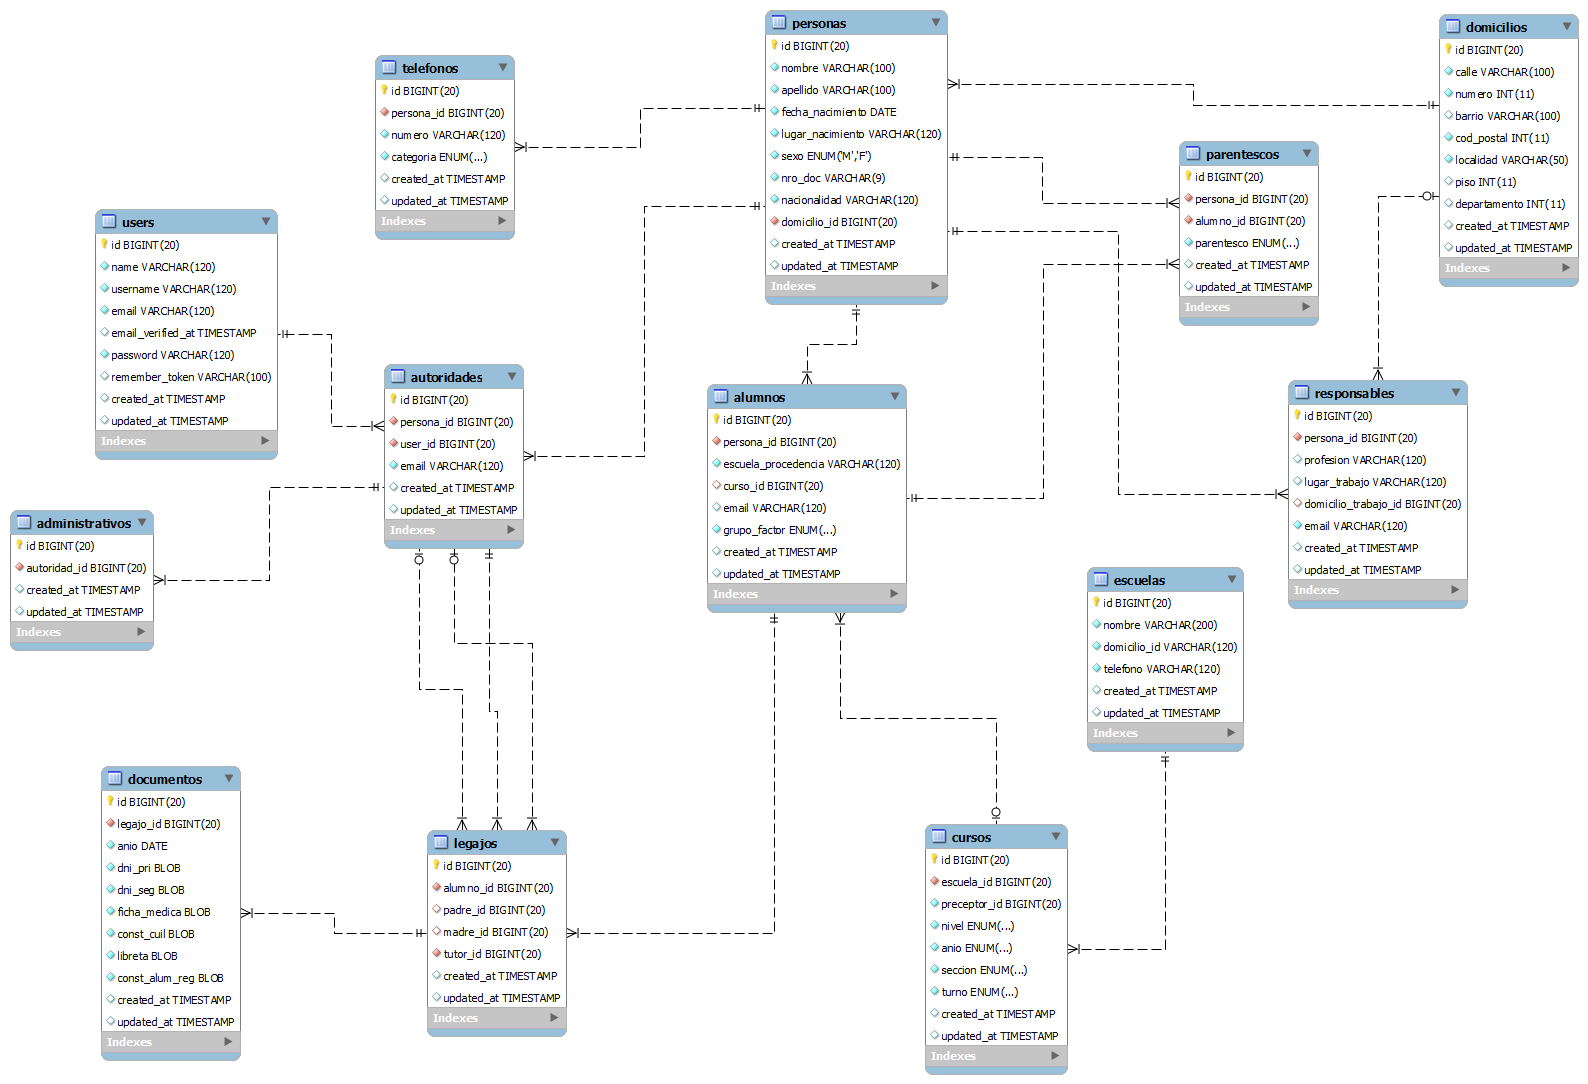 personas
id BIGINT(20)
nombre VARCHAR(100)
apellido VARCHAR(100)
fecha_nacimiento DATE
lugar_nacimiento VARCHAR(120)
sexo ENUM('M','F')
nro_doc VARCHAR(9)
nacionalidad VARCHAR(120)
domicilio_id BIGINT(20)
created_at TIMESTAMP
updated_at TIMESTAMP
Indexes
domicilios
id BIGINT(20)
calle VARCHAR(100)
numero INT(11)
barrio VARCHAR(100)
cod_postal INT(11)
localidad VARCHAR(50)
piso INT(11)
departamento INT(11)
created_at TIMESTAMP
updated_at TIMESTAMP
Indexes
telefonos
id BIGINT(20)
persona_id BIGINT(20)
numero VARCHAR(120)
categoria ENUM(...)
created_at TIMESTAMP
updated_at TIMESTAMP
Indexes
parentescos
id BIGINT(20)
persona_id BIGINT(20)
alumno_id BIGINT(20)
parentesco ENUM(...)
created_at TIMESTAMP
updated_at TIMESTAMP
Indexes
users
id BIGINT(20)
name VARCHAR(120)
username VARCHAR(120)
email VARCHAR(120)
email_verified_at TIMESTAMP
password VARCHAR(120)
remember_token VARCHAR(100)
created_at TIMESTAMP
updated_at TIMESTAMP
Indexes
autoridades
id BIGINT(20)
persona_id BIGINT(20)
user_id BIGINT(20)
email VARCHAR(120)
created_at TIMESTAMP
updated_at TIMESTAMP
Indexes
alumnos
id BIGINT(20)
persona_id BIGINT(20)
escuela_procedencia VARCHAR(120)
curso_id BIGINT(20)
email VARCHAR(120)
grupo_factor ENUM(...)
created_at TIMESTAMP
updated_at TIMESTAMP
Indexes
responsables
id BIGINT(20)
persona_id BIGINT(20)
profesion VARCHAR(120)
lugar_trabajo VARCHAR(120)
domicilio_trabajo_id BIGINT(20)
email VARCHAR(120)
created_at TIMESTAMP
updated_at TIMESTAMP
Indexes
administrativos
id BIGINT(20)
autoridad_id BIGINT(20)
created_at TIMESTAMP
updated_at TIMESTAMP
Indexes
escuelas
id BIGINT(20)
nombre VARCHAR(200)
domicilio_id VARCHAR(120)
telefono VARCHAR(120)
created_at TIMESTAMP
updated_at TIMESTAMP
Indexes
documentos
id BIGINT(20)
legajo_id BIGINT(20)
anio DATE
dni_pri BLOB
dni_seg BLOB
ficha_medica BLOB
const_cuil BLOB
libreta BLOB
const_alum_reg BLOB
created_at TIMESTAMP
updated_at TIMESTAMP
Indexes
legajos
id BIGINT(20)
alumno_id BIGINT(20)
padre_id BIGINT(20)
madre_id BIGINT(20)
tutor_id BIGINT(20)
created_at TIMESTAMP
updated_at TIMESTAMP
Indexes
cursos
id BIGINT(20)
escuela_id BIGINT(20)
preceptor_id BIGINT(20)
nivel ENUM(...)
anio ENUM(...)
seccion ENUM(...)
turno ENUM(...)
created_at TIMESTAMP
updated_at TIMESTAMP
Indexes